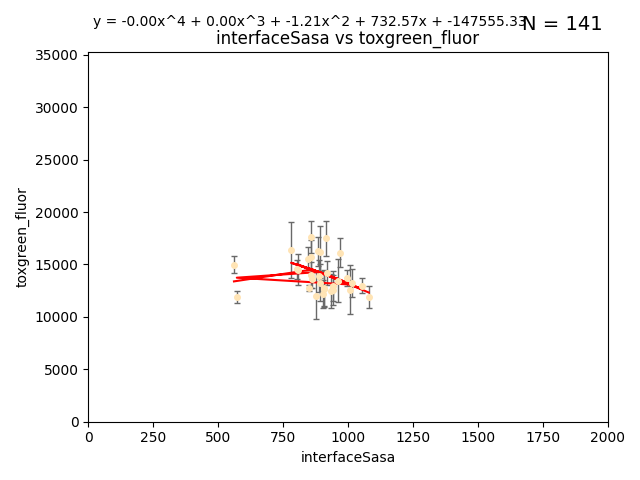 y = -0.00x^4 + 0.00x^3 + -1.21x^2 + 732.57x + -147555.33
N = 141
interfaceSasa vs toxgreen_fluor
35000
30000
25000
20000
15000
10000
5000
0
toxgreen_fluor
0 250 500 750 1000 1250 1500 1750 2000
interfaceSasa